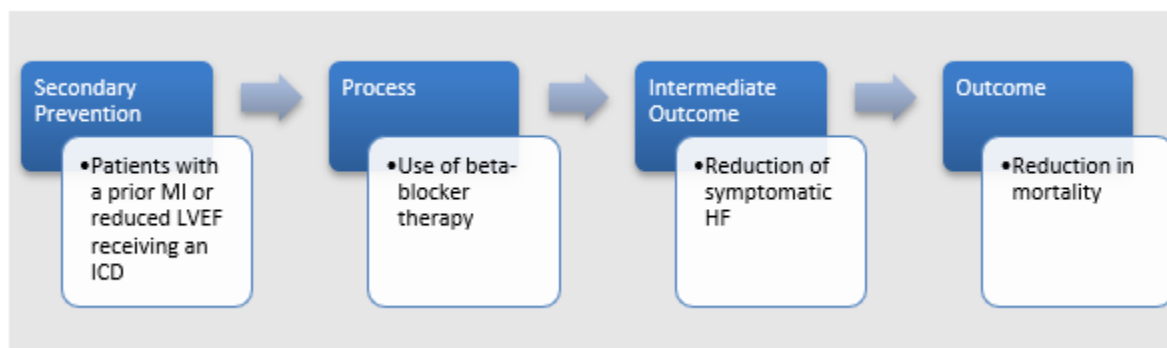 Secondary
Prevention
•Patients with
a prior MI or
reduced LVEF
receiving an
ICD
Process
•Use of beta-
blocker
therapy
Intermediate
Outcome
•Reduction of
symptomatic
HF
Outcome
•Reduction in
mortality